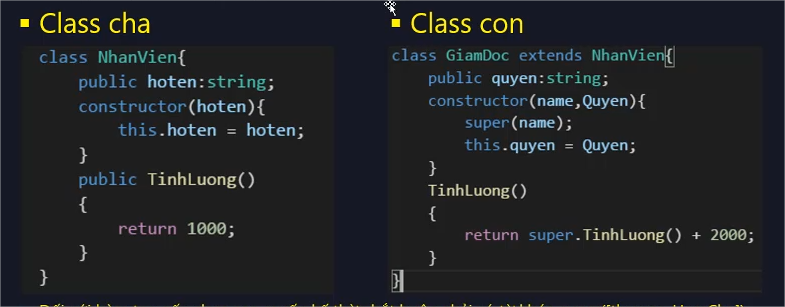 ▪ Class cha
class NhanVien{
public hoten:string;
constructor(hoten){
this.hoten = hoten;
}
public TinhLuong()
{
return 1000;
}
}
▪ Class con
class GiamDoc extends NhanVien{
public quyen:string;
constructor(name,Quyen){
super(name);
this.quyen = Quyen;
}
TinhLuong()
{
return super.TinhLuong() + 2000;
}
}